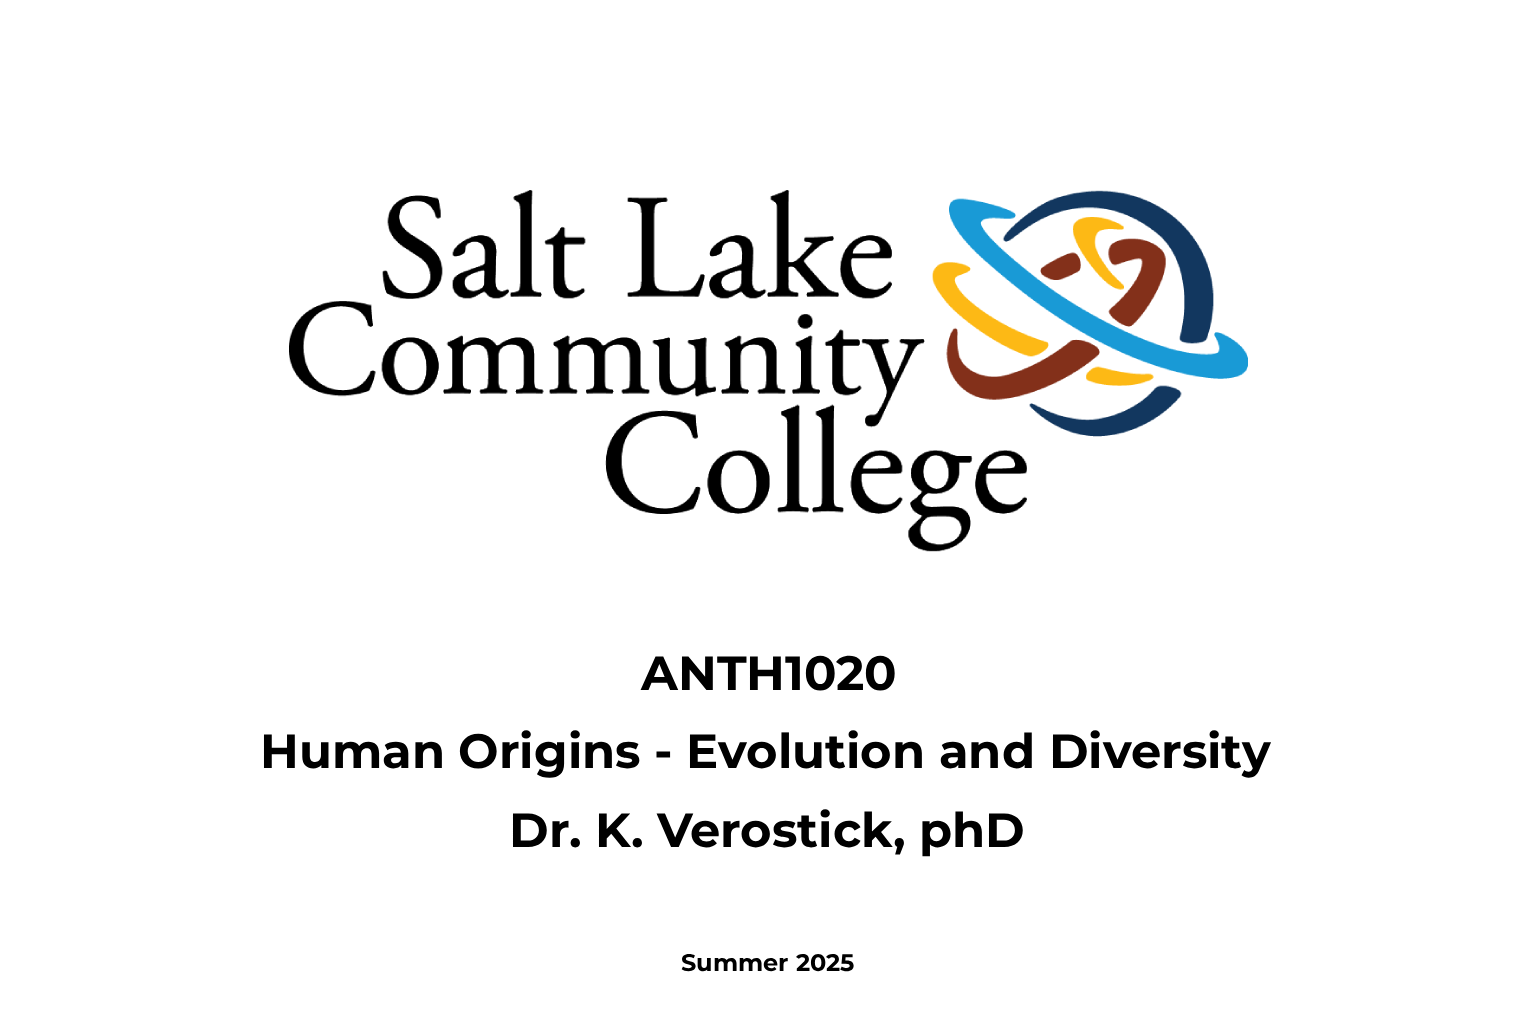 Salt Lake
Community
College
ANTH1020
Human Origins - Evolution and Diversity
Dr. K. Verostick, phD
Summer 2025